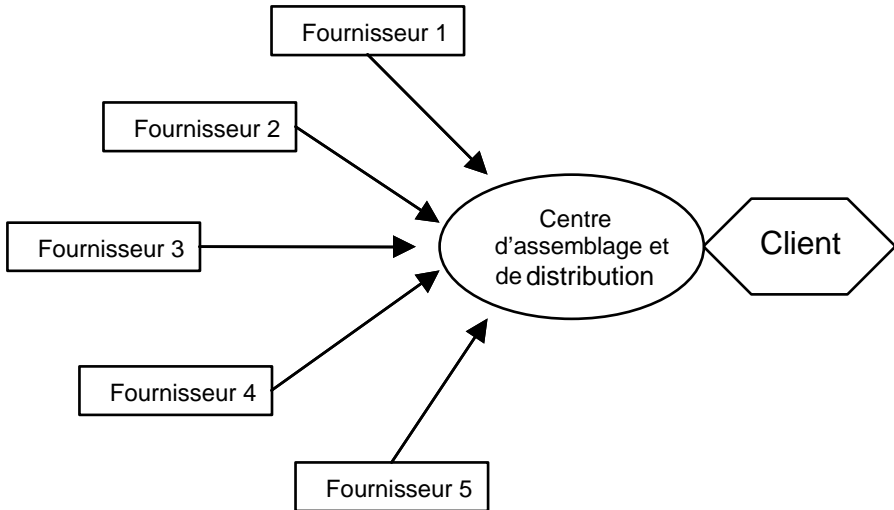 Fournisseur 1
Fournisseur 2
Fournisseur 3
Centre
d'assemblage et
de distribution
Client
Fournisseur 4
Fournisseur 5